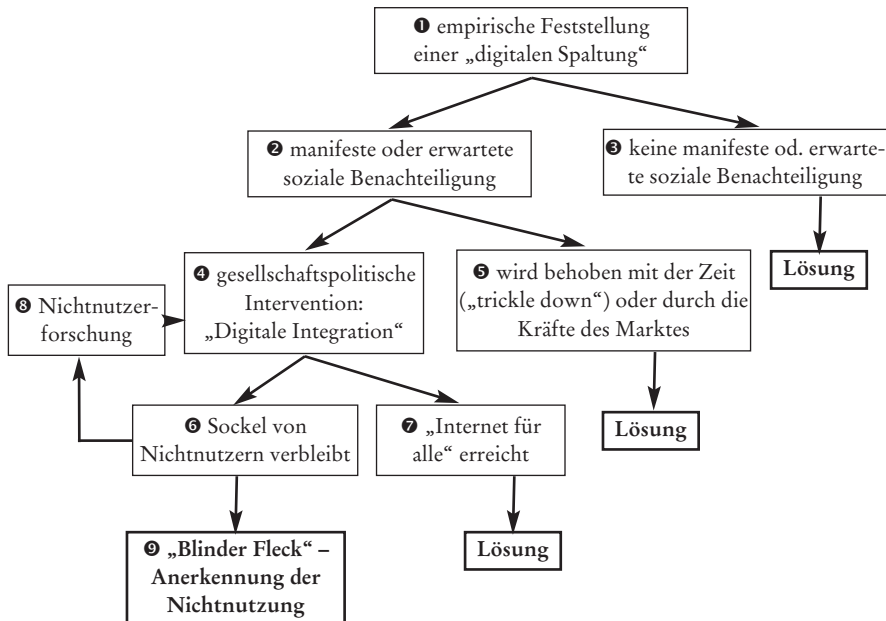 ❶ empirische Feststellung
einer „digitalen Spaltung“
❷ manifeste oder erwartete
soziale Benachteiligung
❸ keine manifeste od. erwarte-
te soziale Benachteiligung
Lösung
❹ gesellschaftspolitische
Intervention:
„Digitale Integration“
❺ wird behoben mit der Zeit
(„trickle down“) oder durch die
Kräfte des Marktes
❽ Nichtnutzer-
forschung
Lösung
❻ Sockel von
Nichtnutzern verbleibt
❼ „Internet für
alle“ erreicht
❾ „Blinder Fleck“ –
Anerkennung der
Nichtnutzung
Lösung